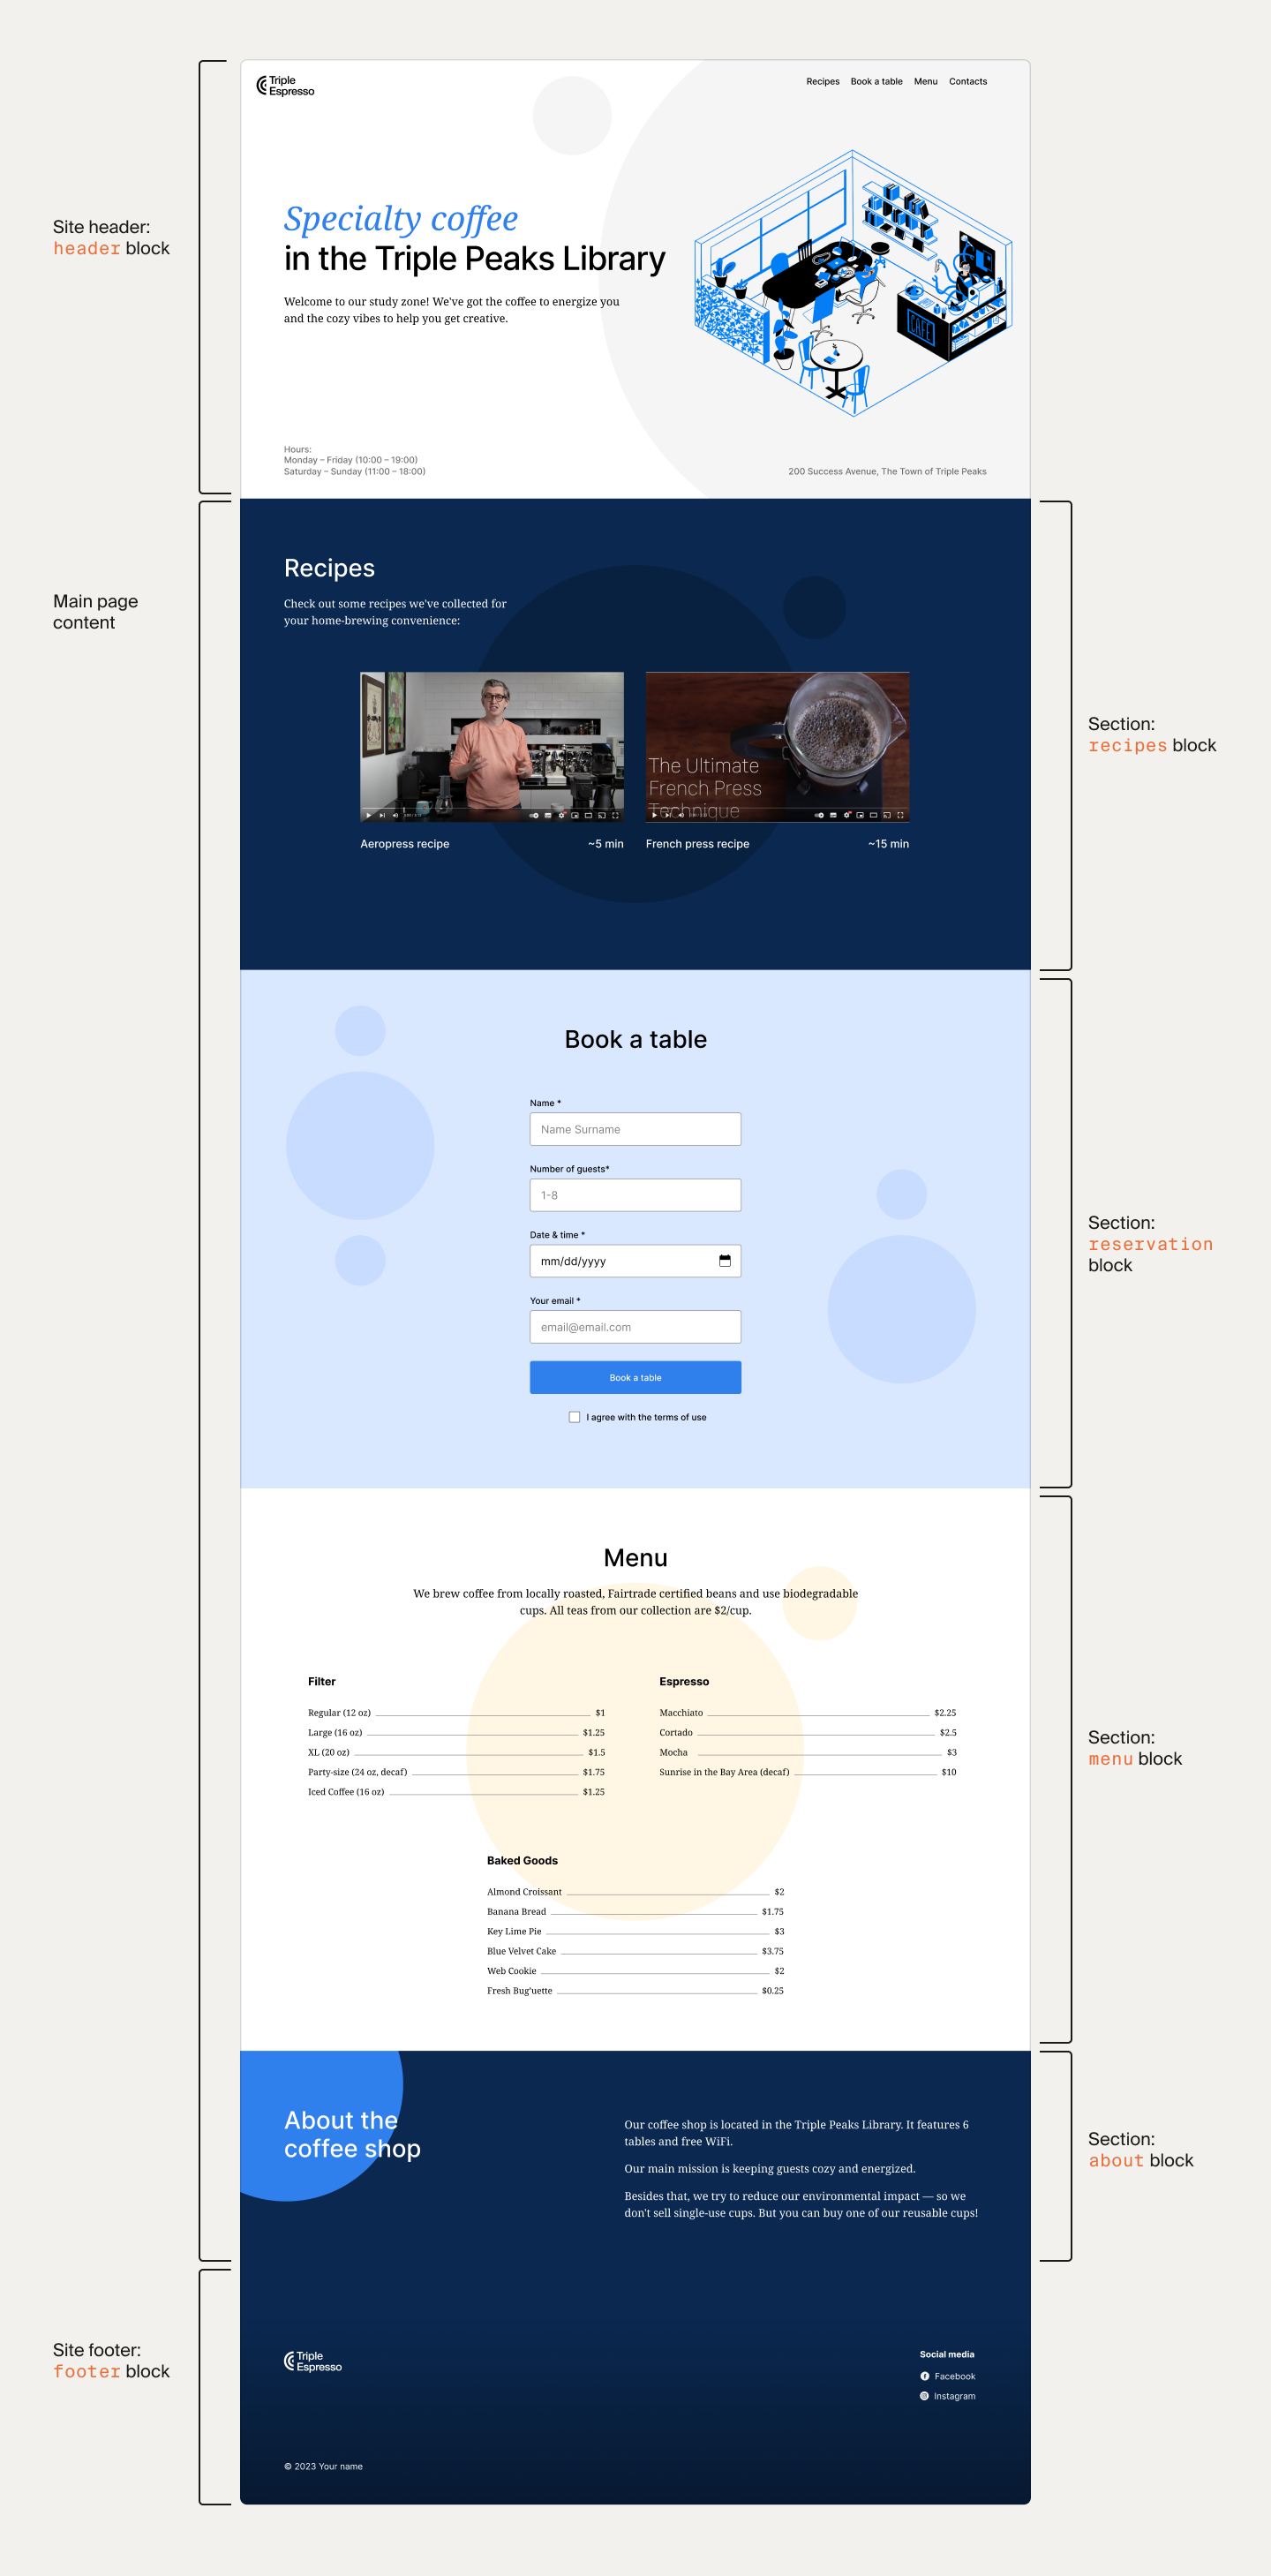 Triple
Espresso
Recipes Book a table Menu Contacts
Site header:
header block
Specialty coffee
in the Triple Peaks Library
Welcome to our study zone! We've got the coffee to energize you
and the cozy vibes to help you get creative.
CAFE
Hours:
Monday – Friday (10:00 – 19:00)
Saturday – Sunday (11:00 – 18:00)
200 Success Avenue, The Town of Triple Peaks
Main page
content
Recipes
Check out some recipes we've collected for
your home-brewing convenience:
Section:
recipes block
The Ultimate
French Press
Technique
Aeropress recipe ~5 min
French press recipe ~15 min
Book a table
Name *
Name Surname
Number of guests*
1-8
Date & time *
mm/dd/yyyy
Your email *
email@email.com
Book a table
I agree with the terms of use
Section:
reservation
block
Menu
We brew coffee from locally roasted, Fairtrade certified beans and use biodegradable
cups. All teas from our collection are $2/cup.
Filter
Regular (12 oz) $1
Large (16 oz) $1.25
XL (20 oz) $1.5
Party-size (24 oz, decaf) $1.75
Iced Coffee (16 oz) $1.25
Espresso
Macchiato $2.25
Cortado $2.5
Mocha $3
Sunrise in the Bay Area (decaf) $10
Section:
menu block
Baked Goods
Almond Croissant $2
Banana Bread $1.75
Key Lime Pie $3
Blue Velvet Cake $3.75
Web Cookie $2
Fresh Bug'uette $0.25
About the
coffee shop
Our coffee shop is located in the Triple Peaks Library. It features 6
tables and free WiFi.
Our main mission is keeping guests cozy and energized.
Besides that, we try to reduce our environmental impact — so we
don't sell single-use cups. But you can buy one of our reusable cups!
Section:
about block
Site footer:
footer block
Triple
Espresso
Social media
Facebook
Instagram
© 2023 Your name